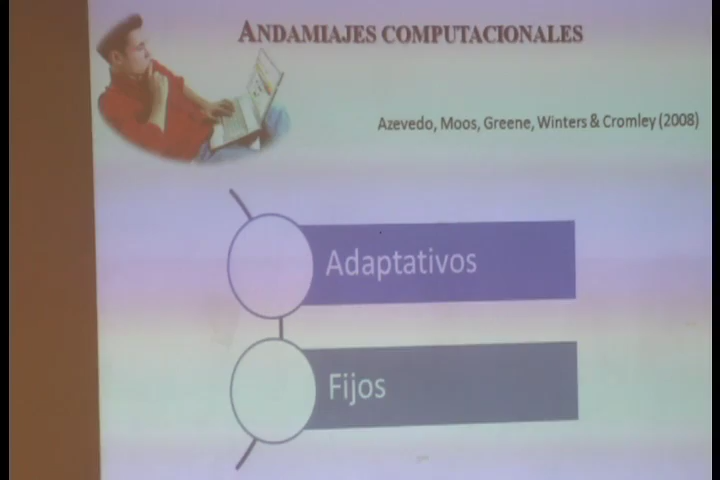 ANDAMIAJES COMPUTACIONALES
Azevedo, Moos, Greene, Winters & Cromley (2008)
Adaptativos
Fijos